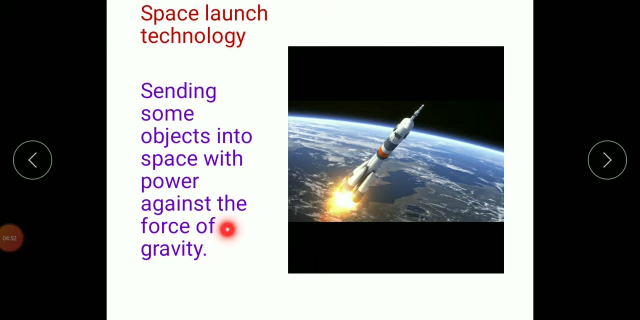 Space launch
technology
Sending
some
objects into
space with
power
against the
force of
gravity.